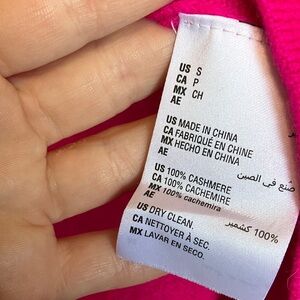 US S
CA P
MX CH
AE
US MADE IN CHINA
CA FABRIQUÉ EN CHINE
MX HECHO EN CHINA
AE صنع في الصين
US 100% CASHMERE
CA 100% CACHEMIRE
MX 100% cachemira
AE 100% كشمير
US DRY CLEAN.
CA NETTOYER À SEC.
MX LAVAR EN SECO.